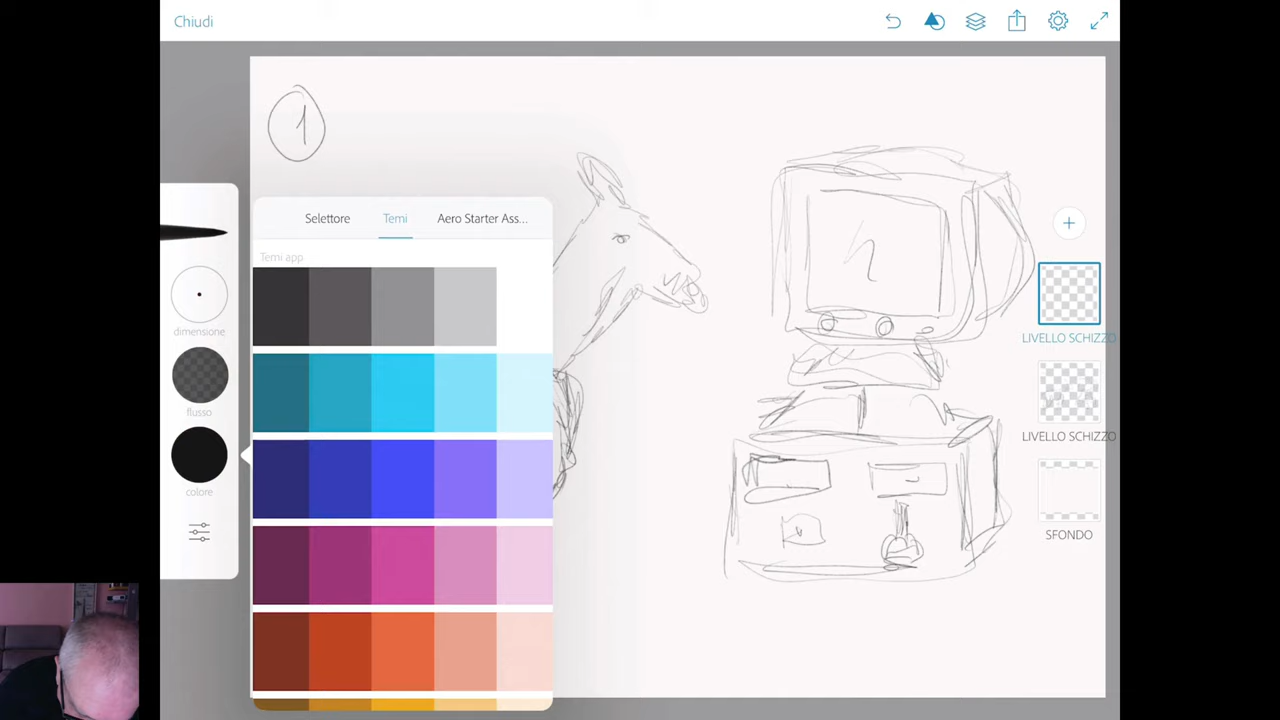 Chiudi
1
Selettore Temi Aero Starter Ass...
Temi app
dimensione
flusso
colore
LIVELLO SCHIZZO
LIVELLO SCHIZZO
SFONDO